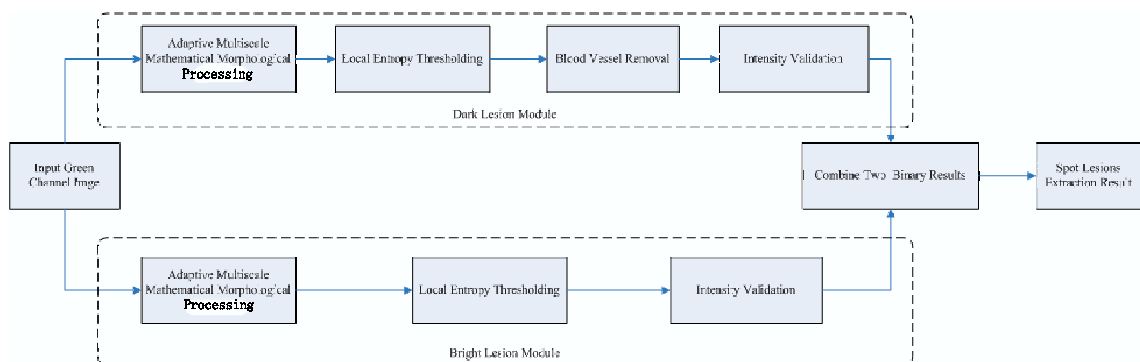 Adaptive Multiscale
Mathematical Morphological
Processing
Local Entropy Thresholding
Blood Vessel Removal
Intensity Validation
Dark Lesion Module
Input Green
Channel Image
Combine Two Binary Results
Spot Lesions
Extraction Result
Adaptive Multiscale
Mathematical Morphological
Processing
Local Entropy Thresholding
Intensity Validation
Bright Lesion Module